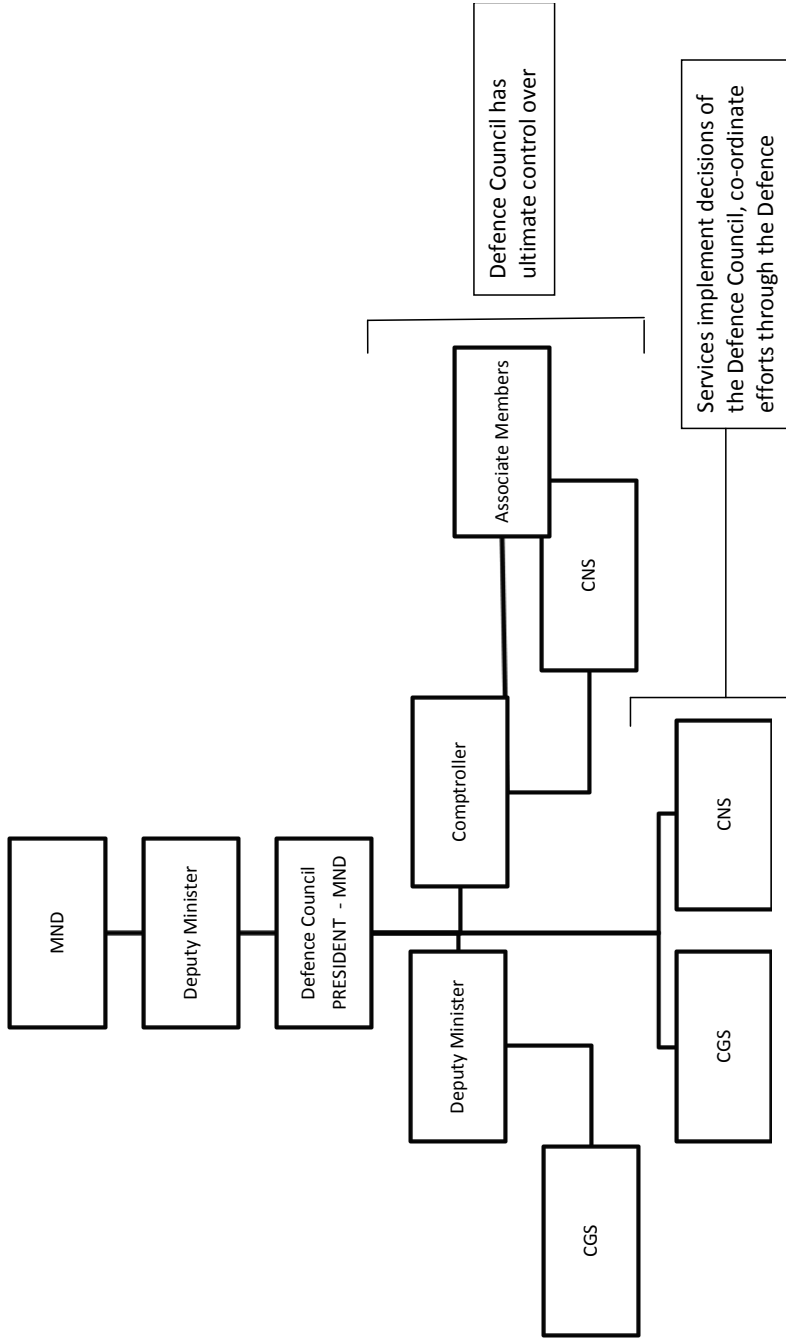 MND
Deputy Minister
Defence Council
PRESIDENT - MND
Deputy Minister
Comptroller
Associate Members
CGS
CNS
CGS
CNS
Defence Council has
ultimate control over
Services implement decisions of
the Defence Council, co-ordinate
efforts through the Defence